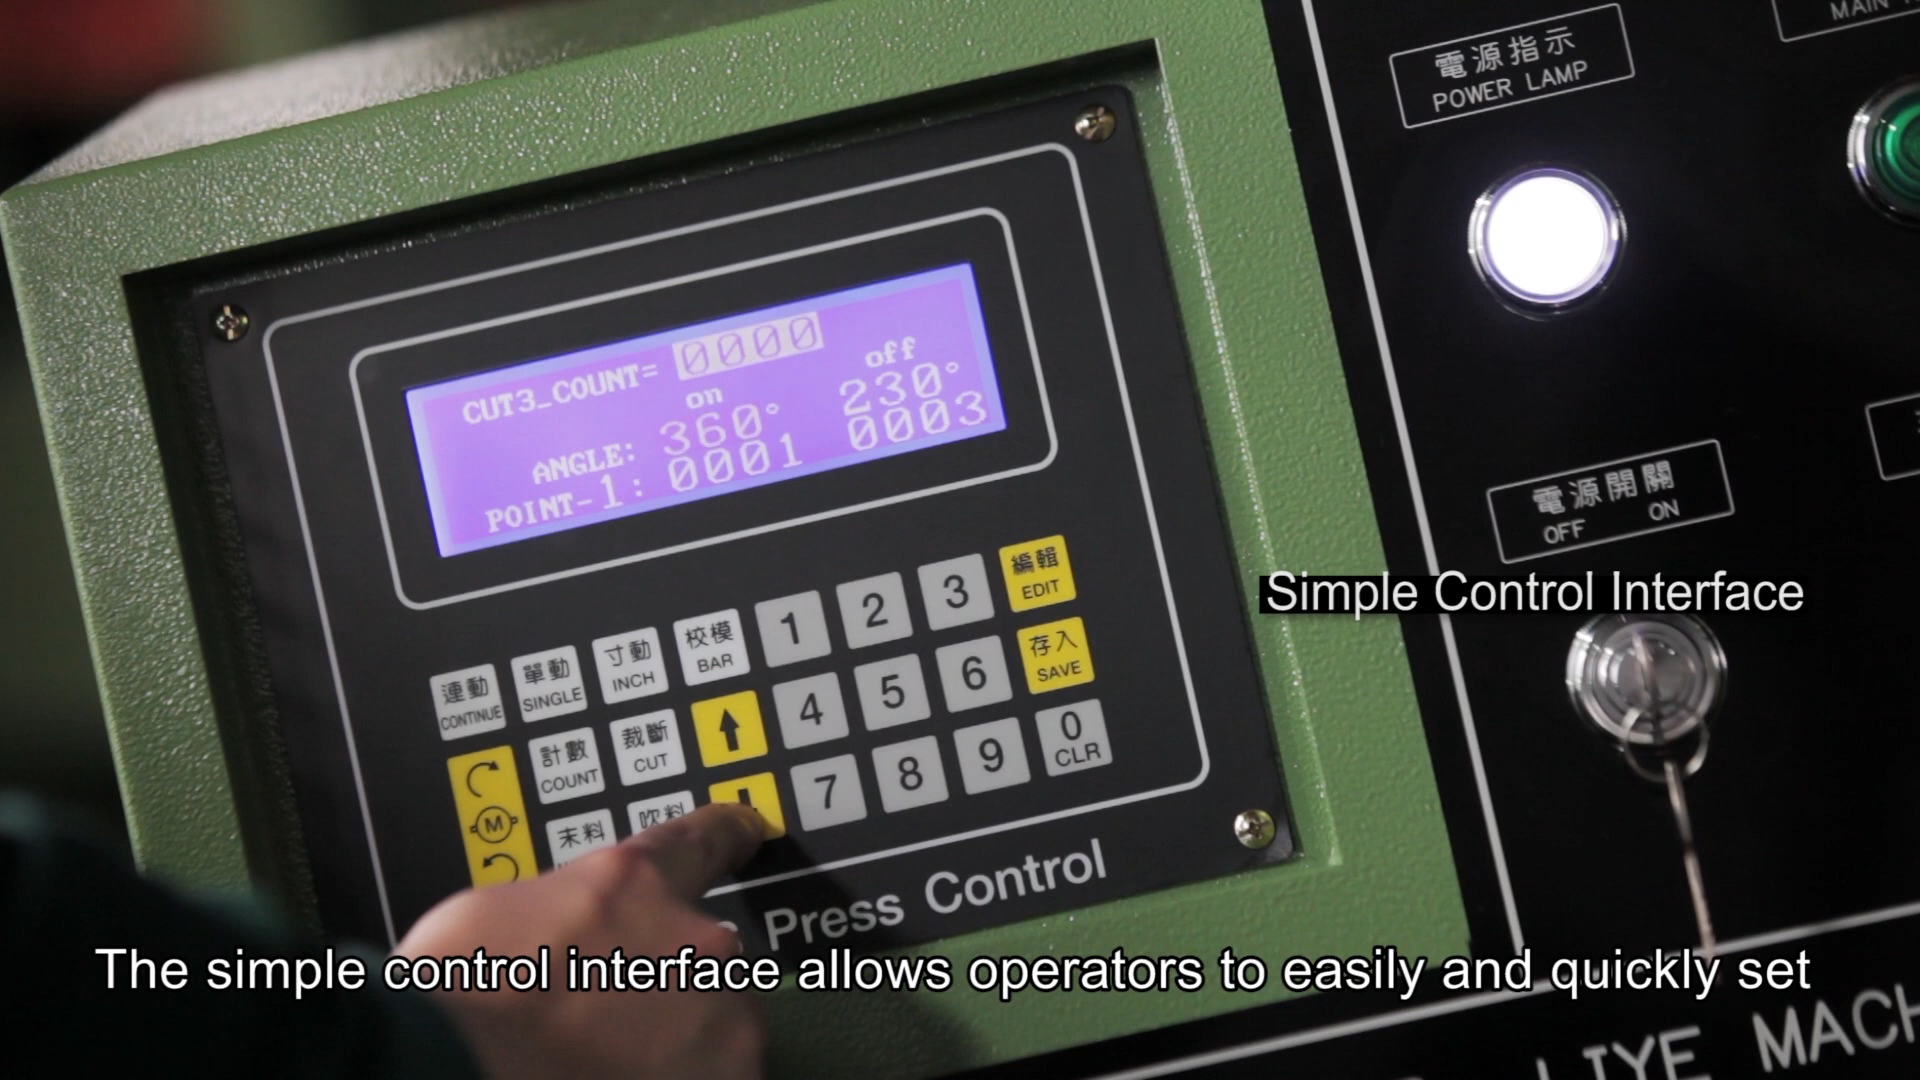 電源指示
POWER LAMP
MAIN
CUT3_COUNT= 0000
on off
ANGLE: 360° 230°
POINT-1: 0001 0003
電源開關
OFF ON
Simple Control Interface
連動
CONTINUE
單動
SINGLE
寸動
INCH
校模
BAR
1
2
3
編輯
EDIT
計數
COUNT
裁斷
CUT
4
5
6
存入
SAVE
M
末料
吹料
7
8
9
0
CLR
Press Control
The simple control interface allows operators to easily and quickly set
LIYE MACH